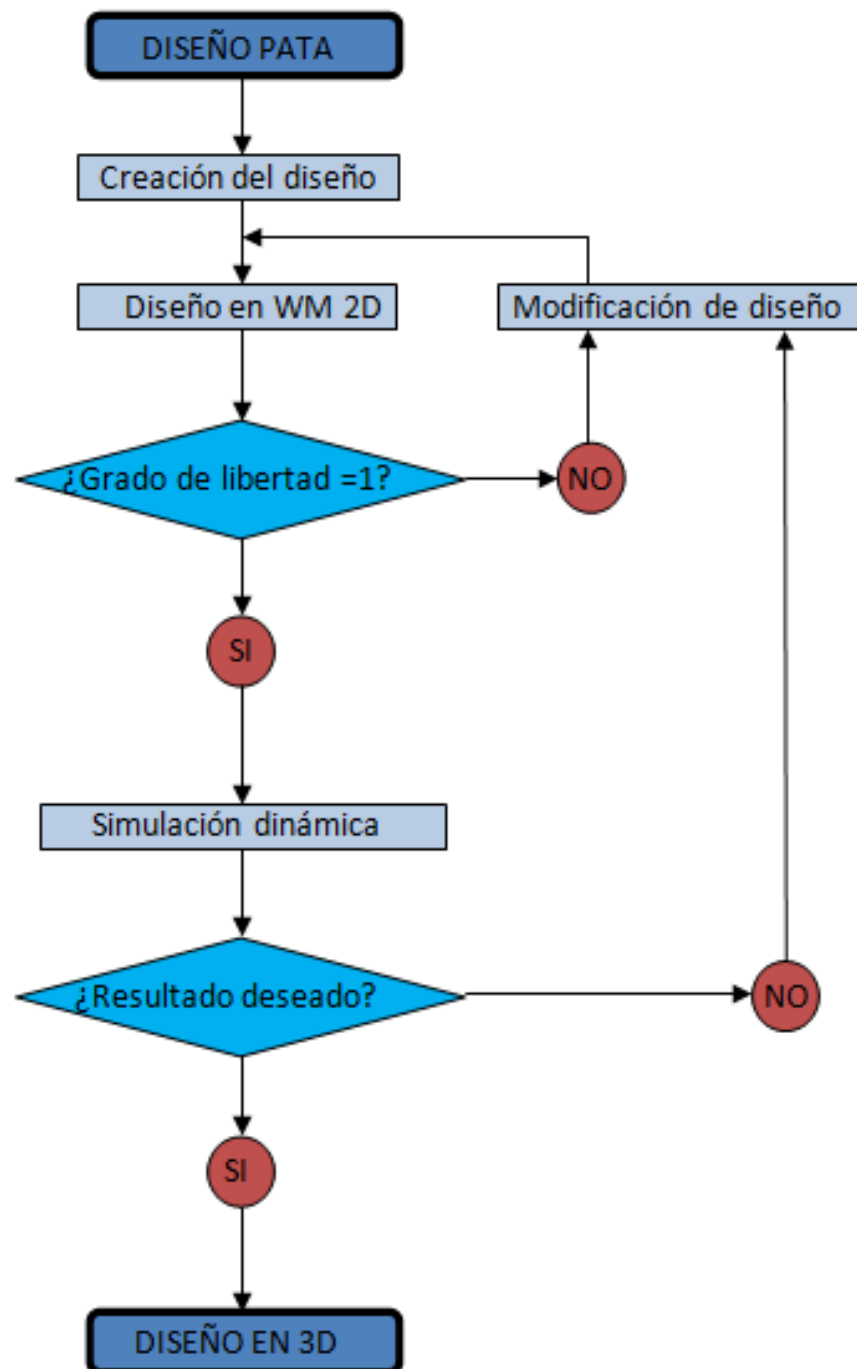 DISEÑO PATA
Creación del diseño
Diseño en WM 2D
Modificación de diseño
¿Grado de libertad =1?
NO
SI
Simulación dinámica
¿Resultado deseado?
NO
SI
DISEÑO EN 3D